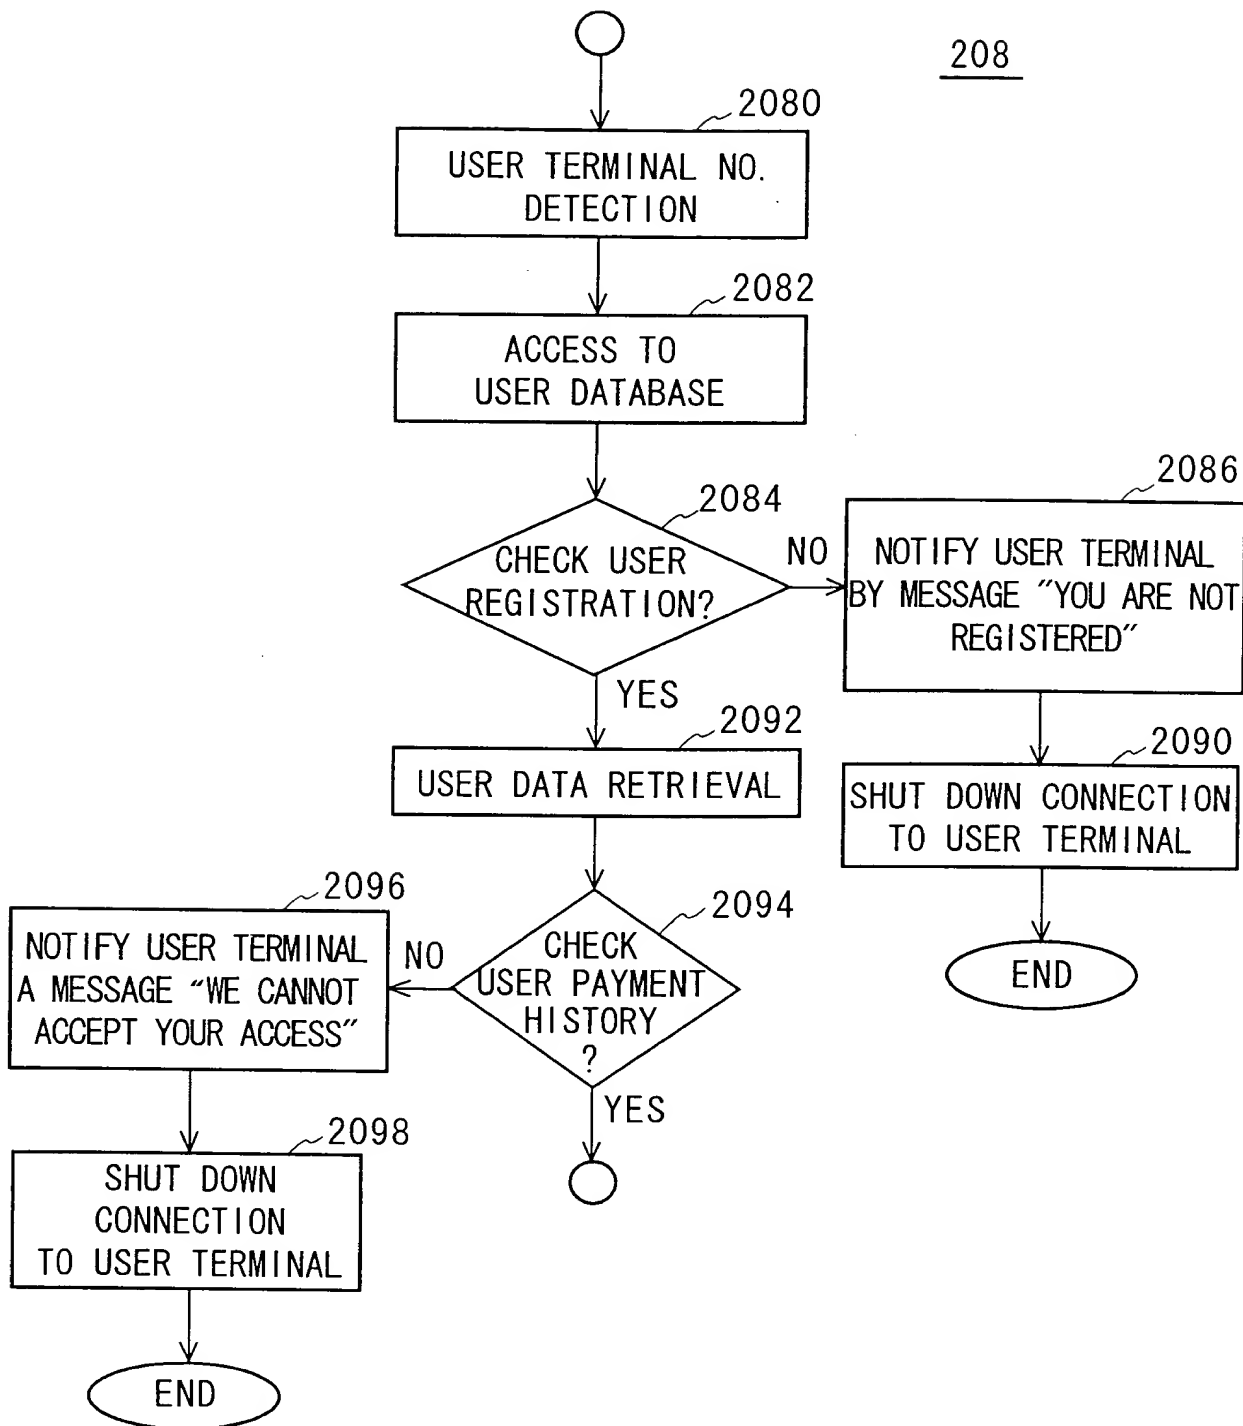 208
2080
USER TERMINAL NO.
DETECTION
2082
ACCESS TO
USER DATABASE
2084
CHECK USER
REGISTRATION?
NO
2086
NOTIFY USER TERMINAL
BY MESSAGE "YOU ARE NOT
REGISTERED"
YES
2092
USER DATA RETRIEVAL
2090
SHUT DOWN CONNECTION
TO USER TERMINAL
END
2094
CHECK
USER PAYMENT
HISTORY
?
NO
2096
NOTIFY USER TERMINAL
A MESSAGE "WE CANNOT
ACCEPT YOUR ACCESS"
YES
2098
SHUT DOWN
CONNECTION
TO USER TERMINAL
END